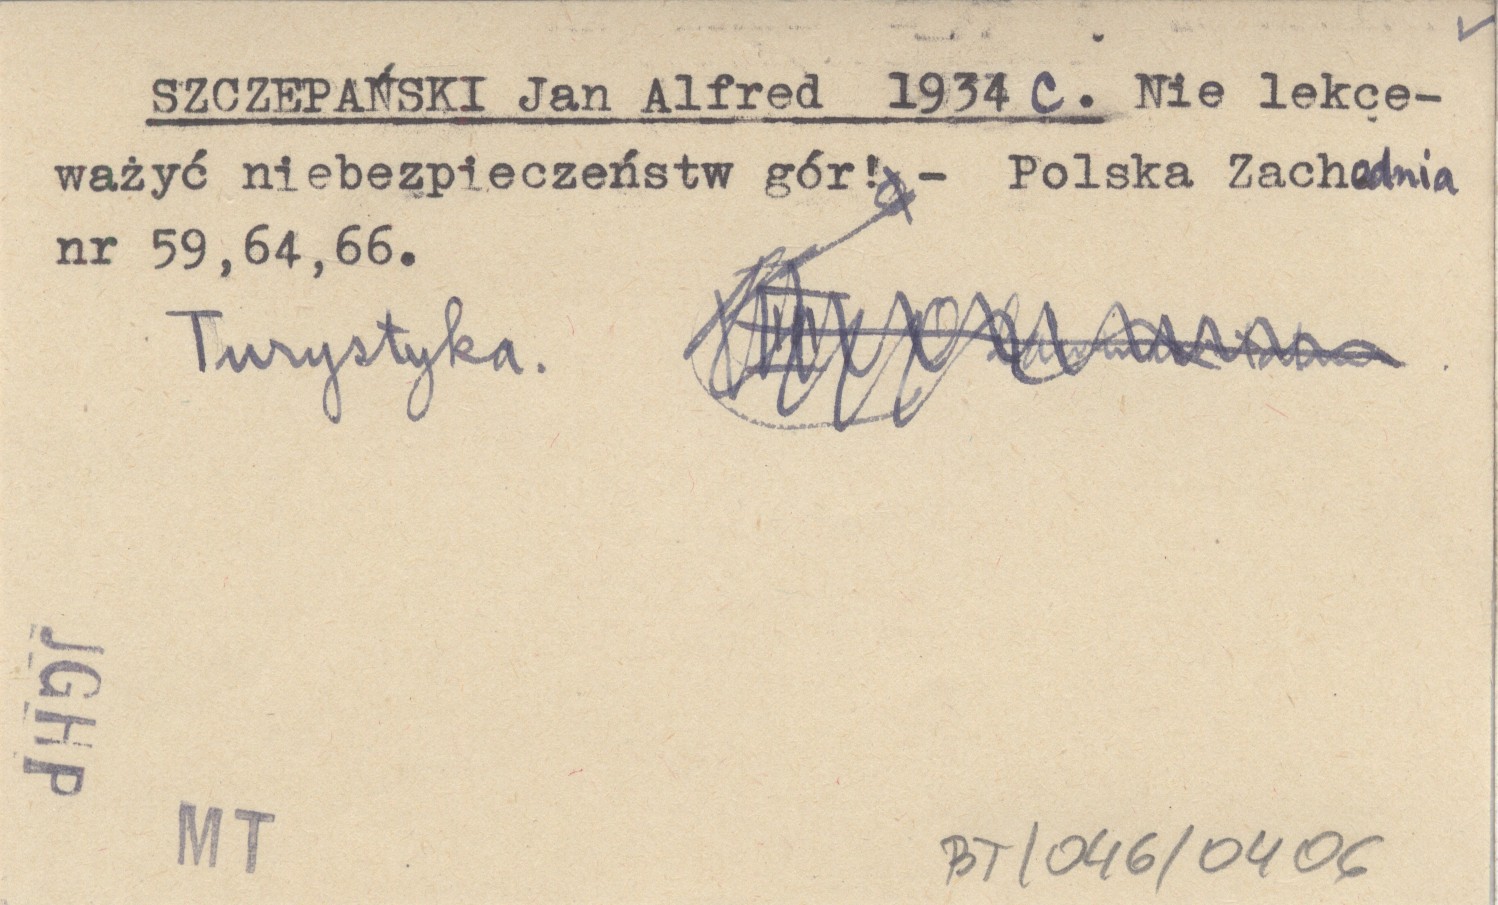 SZCZEPAŃSKI Jan Alfred 1934 C. Nie lekce-
ważyć niebezpieczeństw gór! - Polska Zachodnia
nr 59,64,66.
Turystyka.
JGHP
MT
BT/046/0406